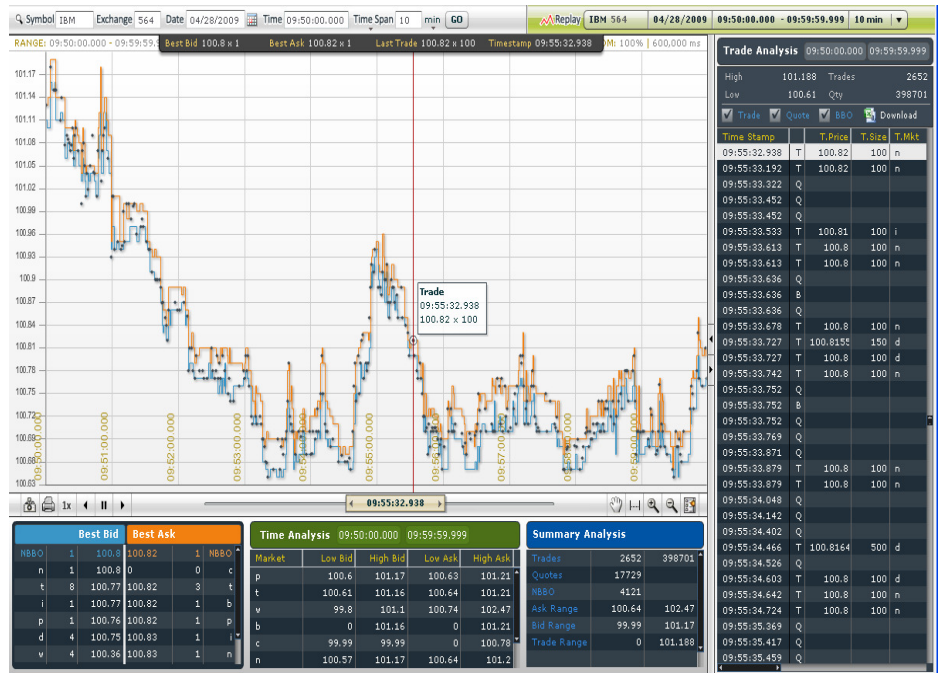 Symbol IBM Exchange 564 Date 04/28/2009 Time 09:50:00.000 Time Span 10 min GO
Replay IBM 564 04/28/2009 09:50:00.000 - 09:59:59.999 10 min
RANGE: 09:50:00.000 - 09:59:59.9 Best Bid 100.8 x 1 Best Ask 100.82 x 1 Last Trade 100.82 x 100 Timestamp 09:55:32.938 OM: 100% | 600,000 ms
101.17
101.14
101.11
101.08
101.05
101.02
100.99
100.96
100.93
100.9
100.87
100.84
100.81
100.78
100.75
100.72
100.69
100.66
100.63
Trade
09:55:32.938
100.82 x 100
09:50:00.000
09:51:00.000
09:52:00.000
09:53:00.000
09:54:00.000
09:55:00.000
09:56:00.000
09:57:00.000
09:58:00.000
09:59:00.000
1x
09:55:32.938
Best Bid Best Ask
NBBO 1 100.8 100.82 1 NBBO
n 1 100.8 0 0 c
t 8 100.77 100.82 3 t
i 1 100.77 100.82 1 b
p 1 100.76 100.82 1 p
d 4 100.75 100.83 1 i
v 4 100.36 100.83 1 n
Time Analysis 09:50:00.000 09:59:59.999
Market Low Bid High Bid Low Ask High Ask
p 100.6 101.17 100.63 101.21
t 100.61 101.16 100.64 101.21
v 99.8 101.1 100.74 102.47
b 0 101.16 0 101.21
c 99.99 99.99 0 100.78
n 100.57 101.17 100.64 101.2
Summary Analysis
Trades 2652 398701
Quotes 17729
NBBO 4121
Ask Range 100.64 102.47
Bid Range 99.99 101.17
Trade Range 0 101.188
Trade Analysis 09:50:00.000 09:59:59.999
High 101.188 Trades 2652
Low 100.61 Qty 398701
Trade Quote BBO Download
Time Stamp T.Price T.Size T.Mkt
09:55:32.938 T 100.82 100 n
09:55:33.192 T 100.82 100 n
09:55:33.322 Q
09:55:33.452 Q
09:55:33.452 Q
09:55:33.533 T 100.81 100 i
09:55:33.613 T 100.8 100 n
09:55:33.613 T 100.8 100 n
09:55:33.636 Q
09:55:33.636 B
09:55:33.636 Q
09:55:33.678 T 100.8 100 n
09:55:33.727 T 100.8155 150 d
09:55:33.727 T 100.8 100 d
09:55:33.742 T 100.8 100 n
09:55:33.752 Q
09:55:33.752 B
09:55:33.752 Q
09:55:33.769 Q
09:55:33.871 Q
09:55:33.879 T 100.8 100 n
09:55:33.879 T 100.8 100 n
09:55:34.048 Q
09:55:34.142 Q
09:55:34.402 Q
09:55:34.466 T 100.8164 500 d
09:55:34.526 Q
09:55:34.603 T 100.8 100 d
09:55:34.642 T 100.8 100 n
09:55:34.724 T 100.8 100 n
09:55:35.369 Q
09:55:35.417 Q
09:55:35.459 Q